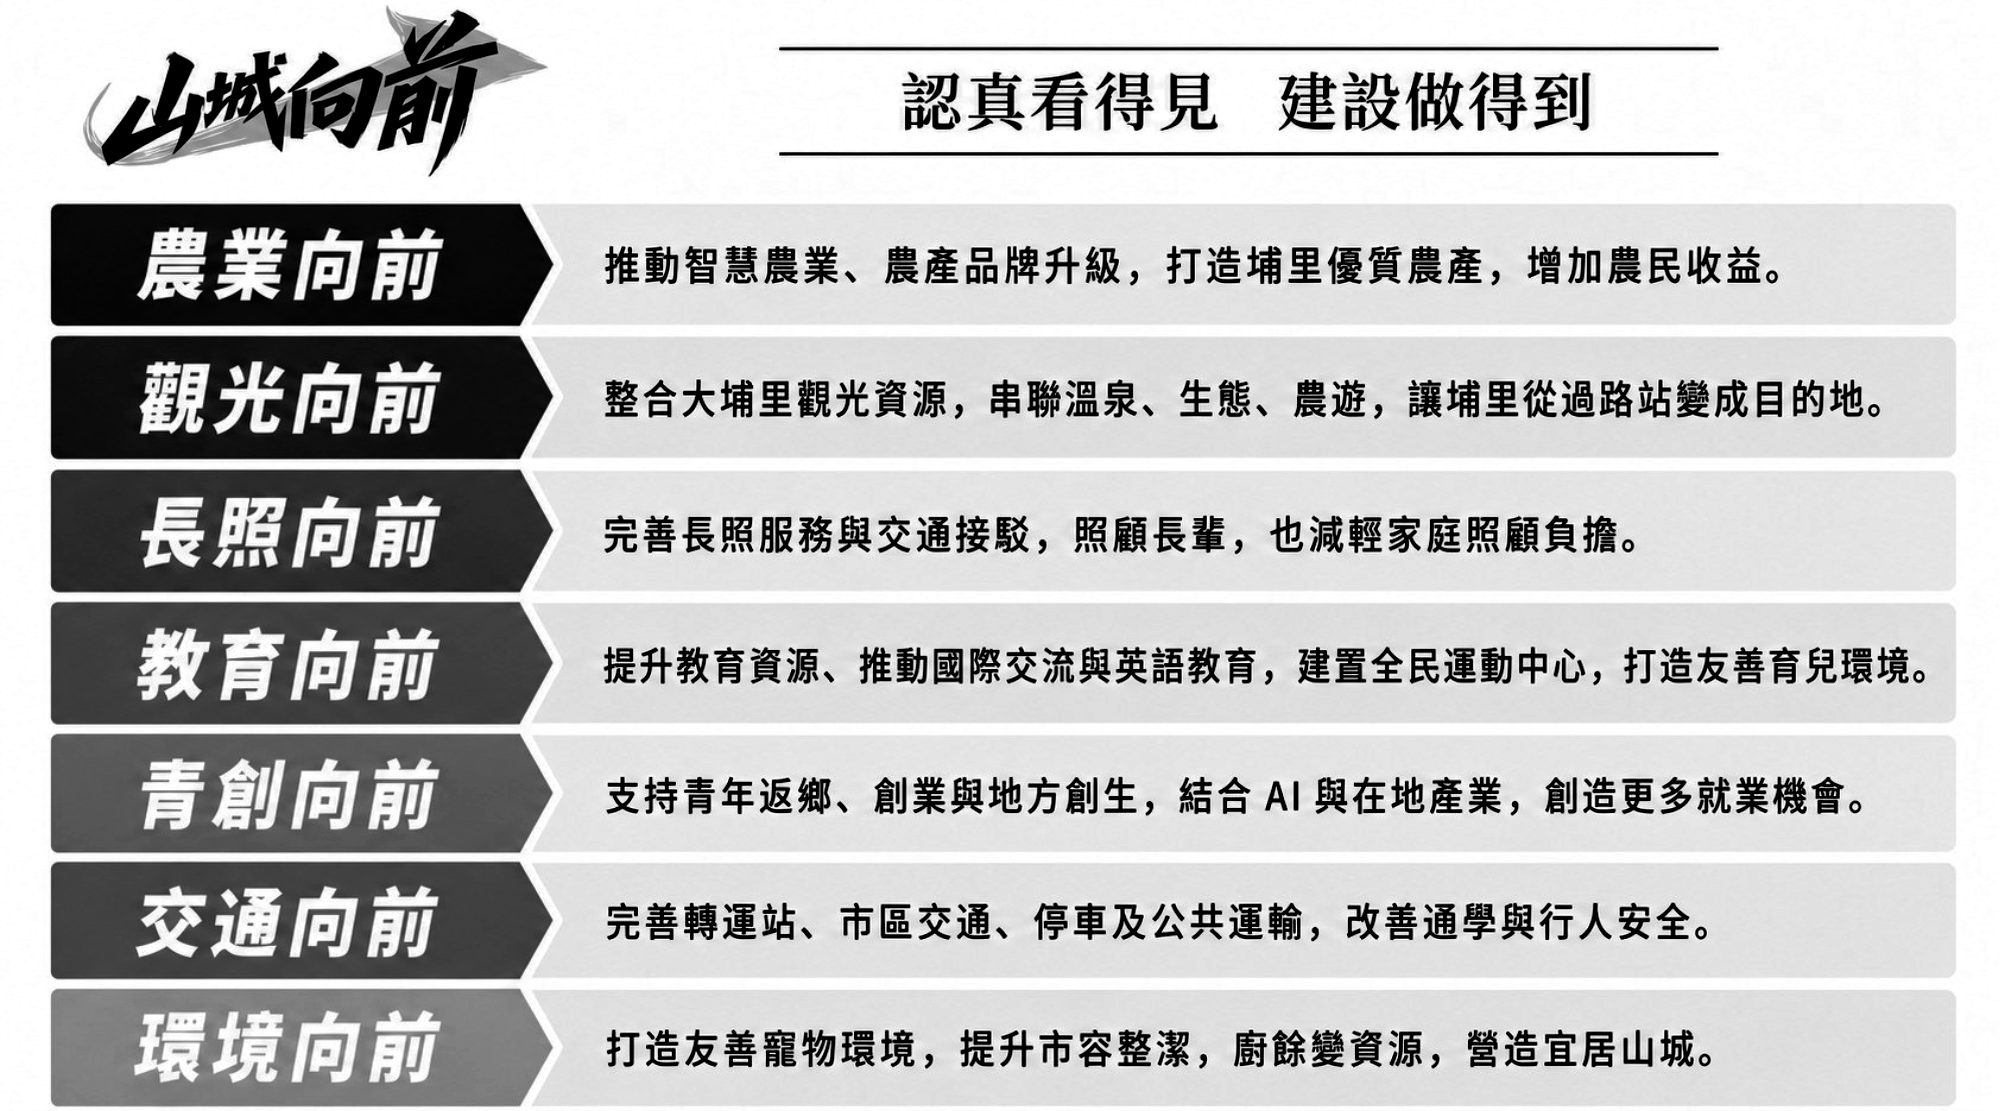 山城向前
認真看得見 建設做得到
農業向前
推動智慧農業、農產品牌升級，打造埔里優質農產，增加農民收益。
觀光向前
整合大埔里觀光資源，串聯溫泉、生態、農遊，讓埔里從過路站變成目的地。
長照向前
完善長照服務與交通接駁，照顧長輩，也減輕家庭照顧負擔。
教育向前
提升教育資源、推動國際交流與英語教育，建置全民運動中心，打造友善育兒環境。
青創向前
支持青年返鄉、創業與地方創生，結合 AI 與在地產業，創造更多就業機會。
交通向前
完善轉運站、市區交通、停車及公共運輸，改善通學與行人安全。
環境向前
打造友善寵物環境，提升市容整潔，廚餘變資源，營造宜居山城。